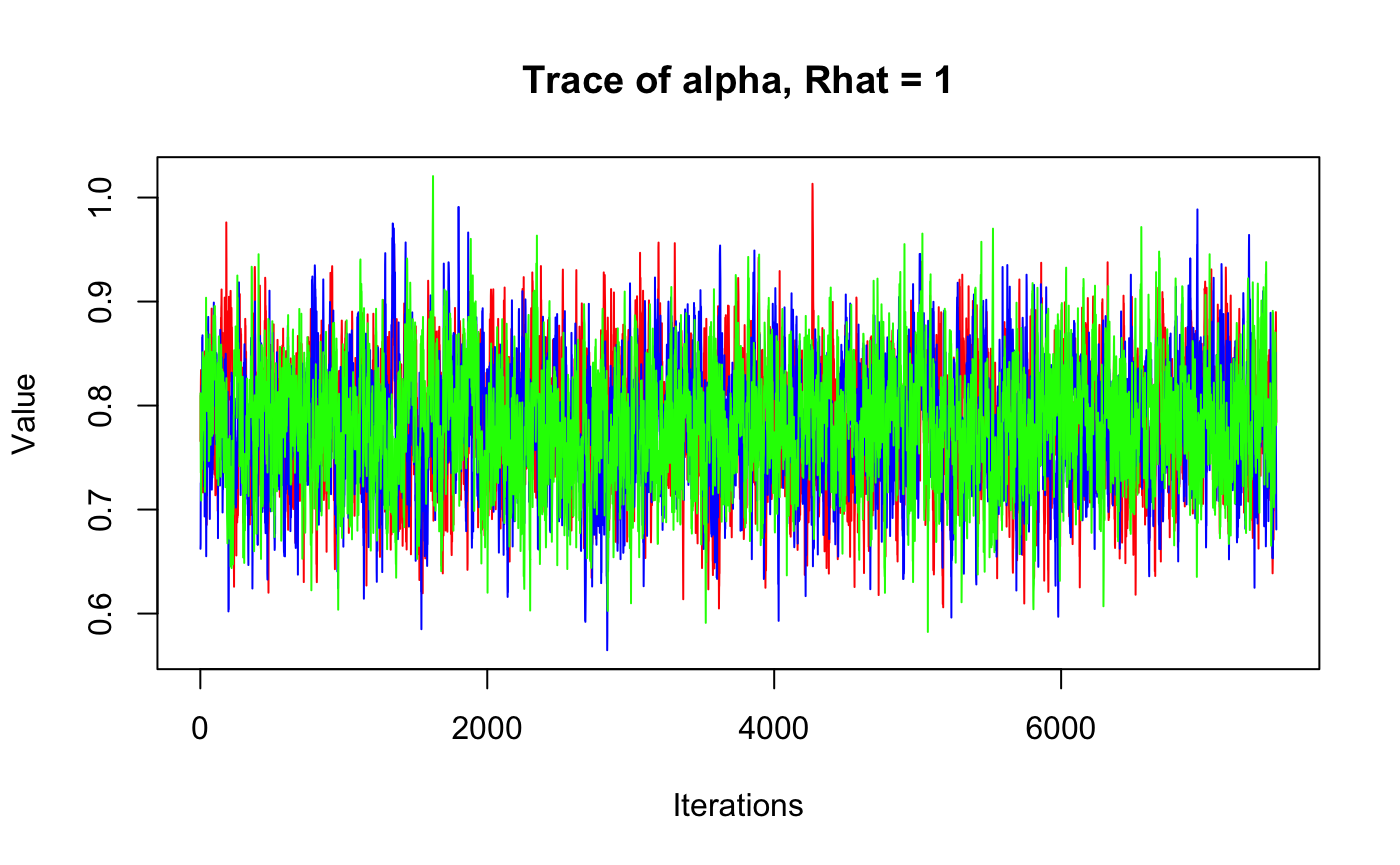 Trace of alpha, Rhat = 1
Value
1.0
0.9
0.8
0.7
0.6
0 2000 4000 6000
Iterations